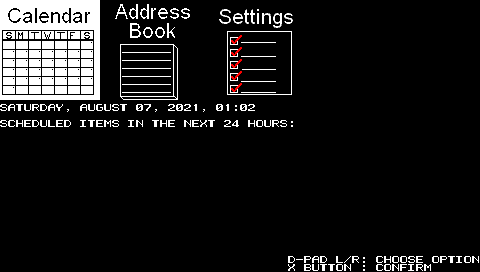 Calendar
S M T W T F S
Address
Book
Settings
SATURDAY, AUGUST 07, 2021, 01:02
SCHEDULED ITEMS IN THE NEXT 24 HOURS:
D-PAD L/R: CHOOSE OPTION
X BUTTON : CONFIRM